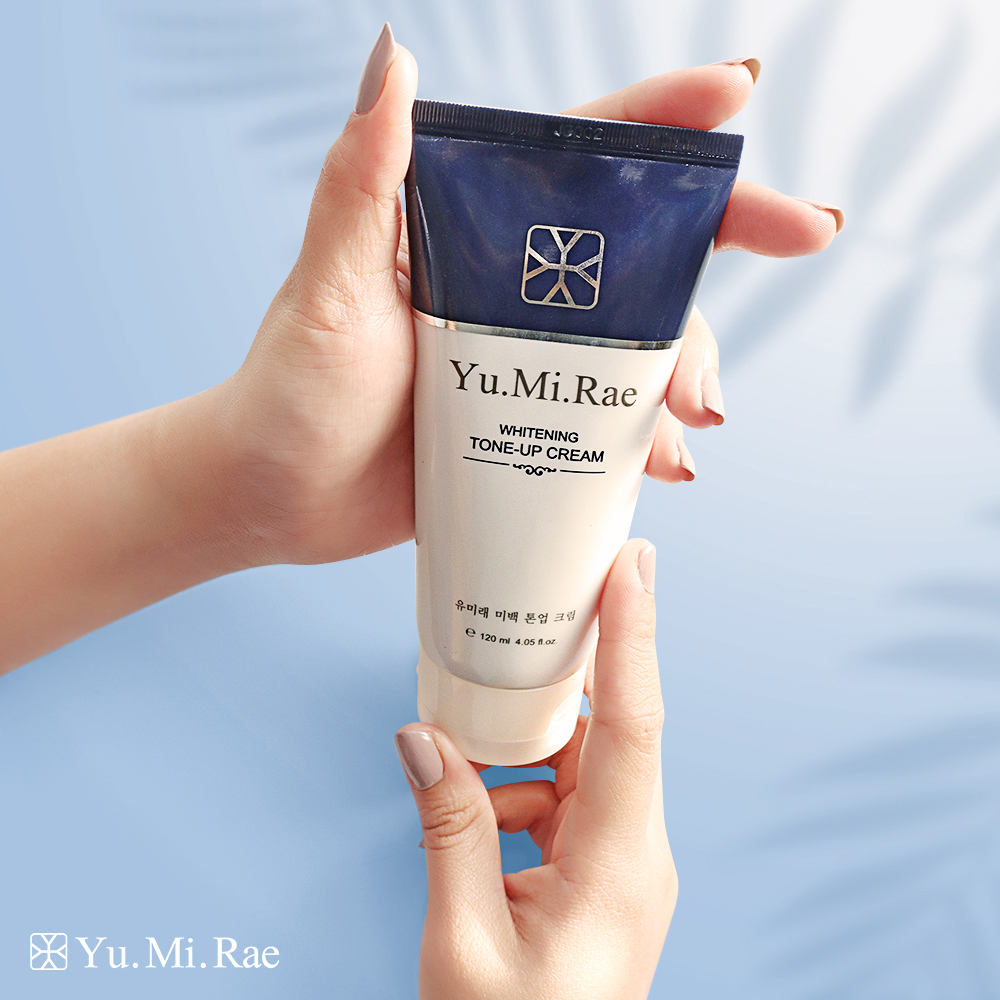 Yu.Mi.Rae
WHITENING
TONE-UP CREAM
유미래 미백 톤업 크림
℮ 120 ml 4.05 fl.oz.
Yu.Mi.Rae